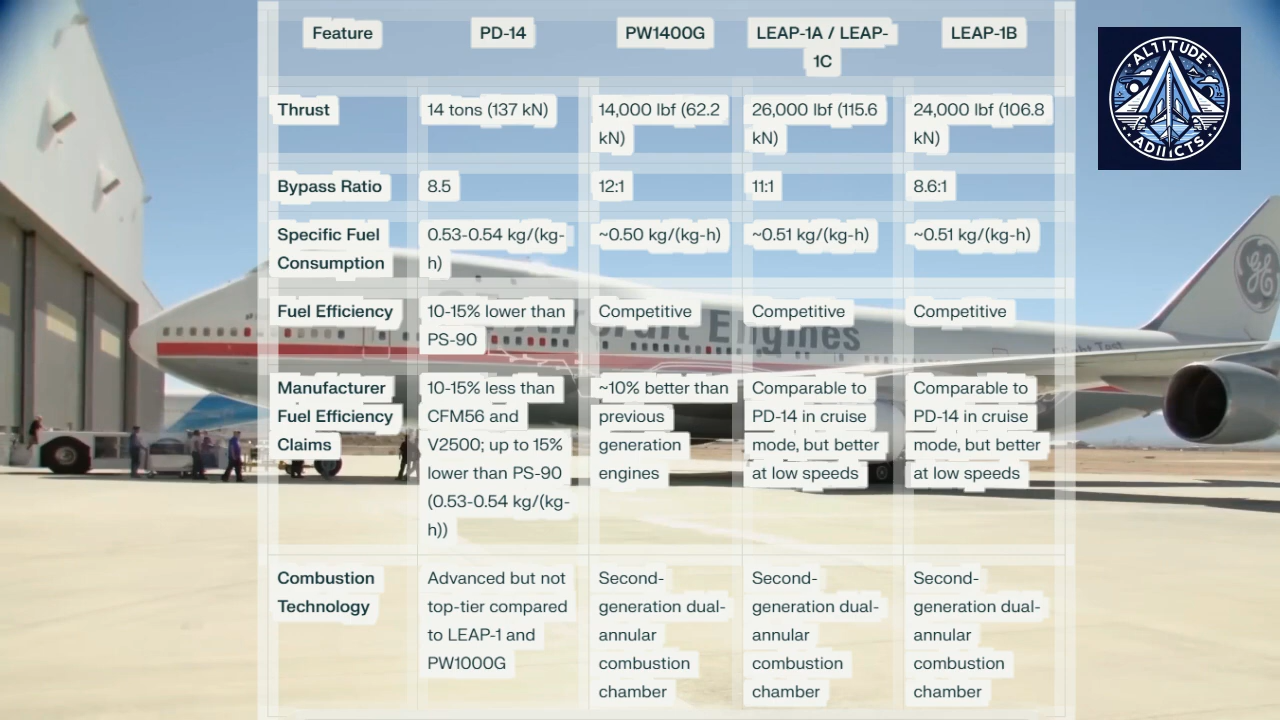 Feature PD-14 PW1400G LEAP-1A / LEAP-
1C LEAP-1B
Thrust 14 tons (137 kN) 14,000 lbf (62.2
kN) 26,000 lbf (115.6
kN) 24,000 lbf (106.8
kN)
Bypass Ratio 8.5 12:1 11:1 8.6:1
Specific Fuel
Consumption
0.53-0.54 kg/(kg-
h)
~0.50 kg/(kg-h)
~0.51 kg/(kg-h)
~0.51 kg/(kg-h)
Fuel Efficiency
10-15% lower than
PS-90
Competitive
Competitive
Competitive
Manufacturer
Fuel Efficiency
Claims
10-15% less than
CFM56 and
V2500; up to 15%
lower than PS-90
(0.53-0.54 kg/(kg-
h))
~10% better than
previous
generation
engines
Comparable to
PD-14 in cruise
mode, but better
at low speeds
Comparable to
PD-14 in cruise
mode, but better
at low speeds
Combustion
Technology
Advanced but not
top-tier compared
to LEAP-1 and
PW1000G
Second-
generation dual-
annular
combustion
chamber
Second-
generation dual-
annular
combustion
chamber
Second-
generation dual-
annular
combustion
chamber
ALTITUDE
Aircraft Engines
Flight Test
GE